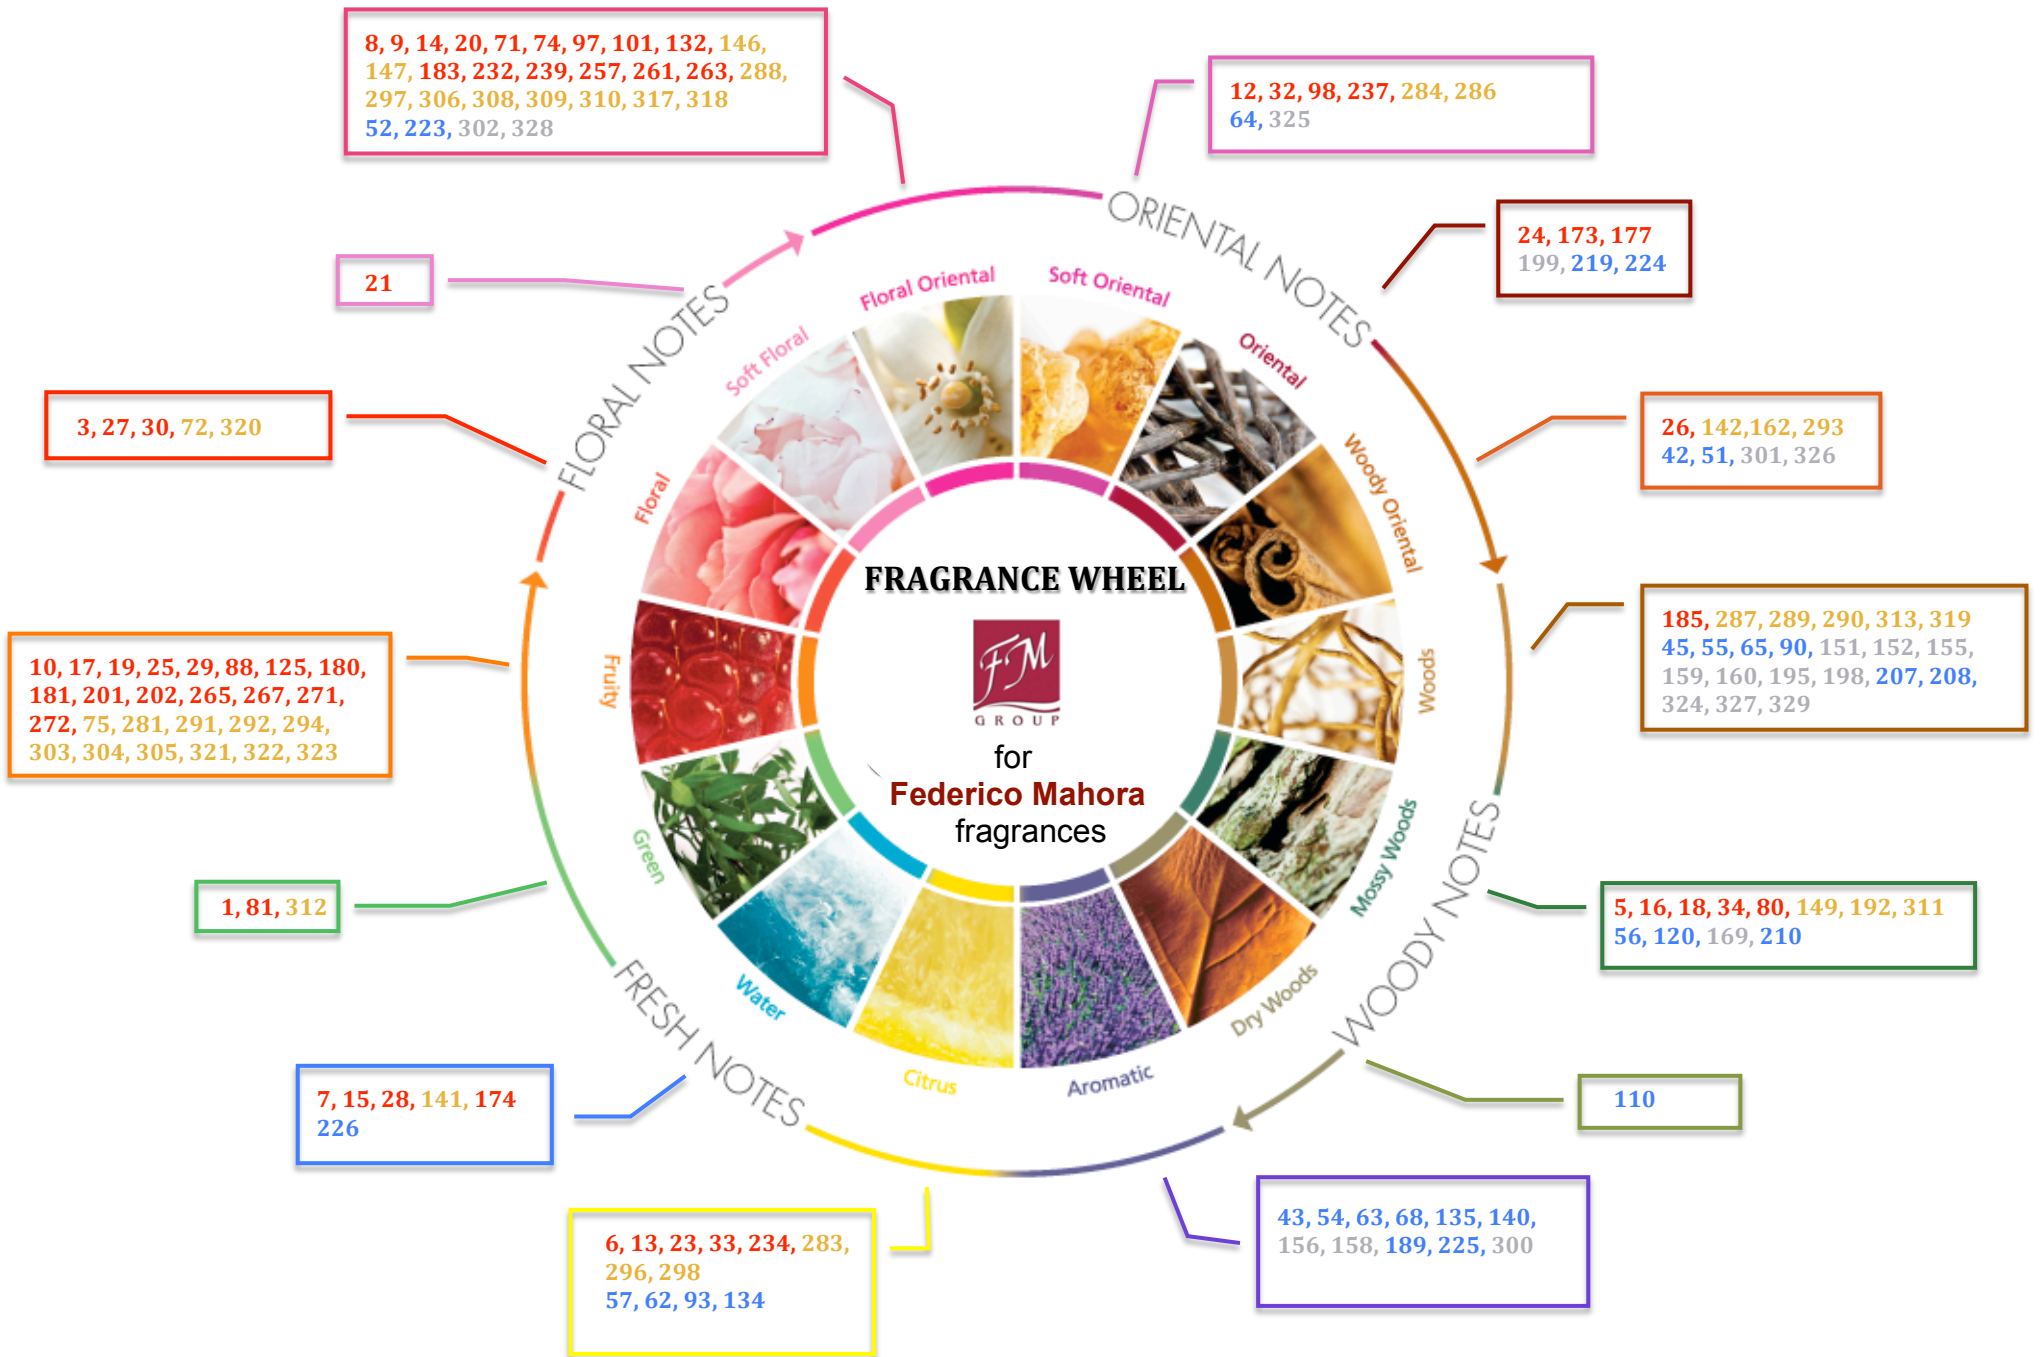 8, 9, 14, 20, 71, 74, 97, 101, 132, 146,
147, 183, 232, 239, 257, 261, 263, 288,
297, 306, 308, 309, 310, 317, 318
52, 223, 302, 328
12, 32, 98, 237, 284, 286
64, 325
24, 173, 177
199, 219, 224
21
3, 27, 30, 72, 320
26, 142,162, 293
42, 51, 301, 326
10, 17, 19, 25, 29, 88, 125, 180,
181, 201, 202, 265, 267, 271,
272, 75, 281, 291, 292, 294,
303, 304, 305, 321, 322, 323
185, 287, 289, 290, 313, 319
45, 55, 65, 90, 151, 152, 155,
159, 160, 195, 198, 207, 208,
324, 327, 329
1, 81, 312
5, 16, 18, 34, 80, 149, 192, 311
56, 120, 169, 210
7, 15, 28, 141, 174
226
110
6, 13, 23, 33, 234, 283,
296, 298
57, 62, 93, 134
43, 54, 63, 68, 135, 140,
156, 158, 189, 225, 300
FLORAL NOTES
ORIENTAL NOTES
WOODY NOTES
FRESH NOTES
Floral Oriental
Soft Oriental
Oriental
Woody Oriental
Woods
Mossy Woods
Dry Woods
Aromatic
Citrus
Water
Green
Fruity
Floral
Soft Floral
FRAGRANCE WHEEL
FM
GROUP
for
Federico Mahora
fragrances